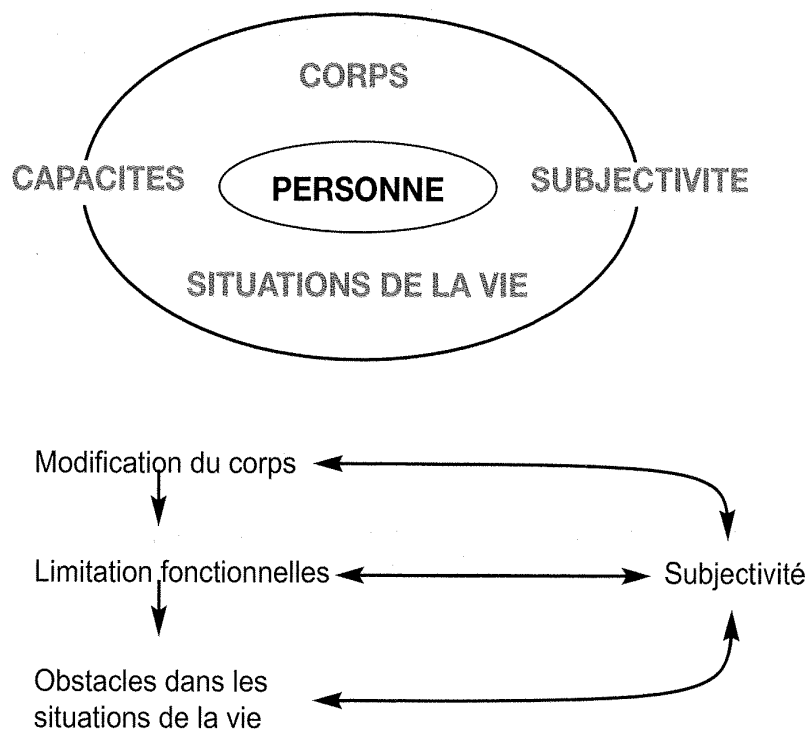 CORPS
CAPACITES
PERSONNE
SUBJECTIVITE
SITUATIONS DE LA VIE
Modification du corps
Limitation fonctionnelles
Subjectivité
Obstacles dans les
situations de la vie